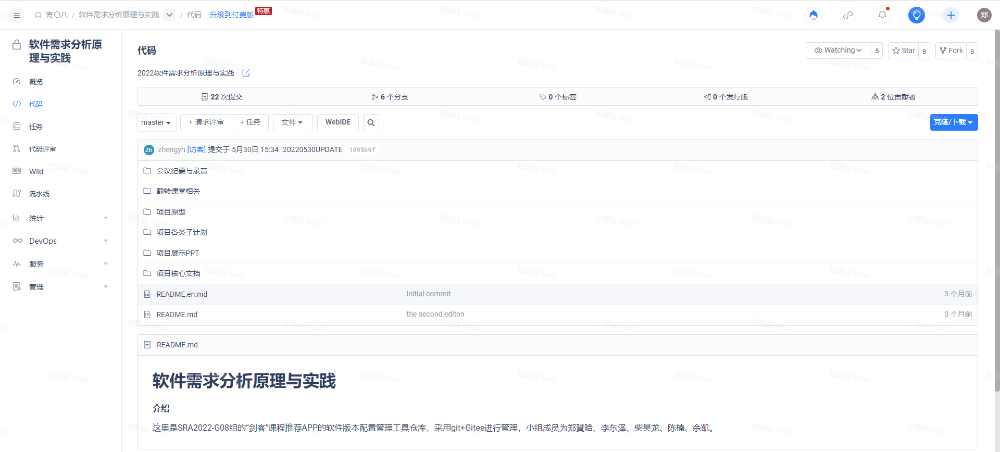 寄〇八 / 软件需求分析原理与实践 / 代码 升级到付费版 特惠
郑
软件需求分析原
理与实践
概览
代码
任务
代码评审
Wiki
流水线
统计
DevOps
服务
管理
代码
Watching 5 Star 0 Fork 0
2022软件需求分析原理与实践
22 次提交 6 个分支 0 个标签 0 个发行版 2 位贡献者
master + 请求评审 + 任务 文件 WebIDE 克隆/下载
Zh zhengyh [访客] 提交于 5月30日 15:34 20220530UPDATE 1895b9f
会议纪要与录音
翻转课堂相关
项目原型
项目各类子计划
项目展示PPT
项目核心文档
README.en.md Initial commit 3 个月前
README.md the second editon 3 个月前
README.md
软件需求分析原理与实践
介绍
这里是SRA2022-G08组的“剑客”课程推荐APP的软件版本配置管理工具仓库，采用git+Gitee进行管理，小组成员为郑晗、李东泽、柴昊龙、陈楠、余凯。